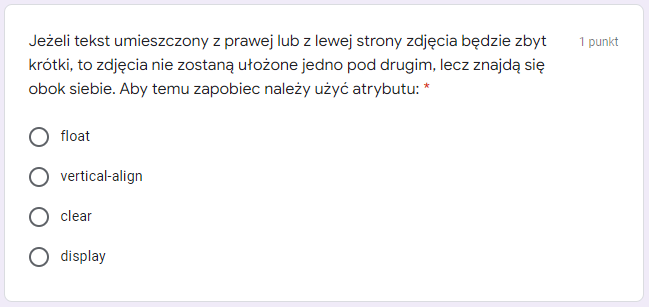 Jeżeli tekst umieszczony z prawej lub z lewej strony zdjęcia będzie zbyt 1 punkt
krótki, to zdjęcia nie zostaną ułożone jedno pod drugim, lecz znajdą się
obok siebie. Aby temu zapobiec należy użyć atrybutu: *
float
vertical-align
clear
display